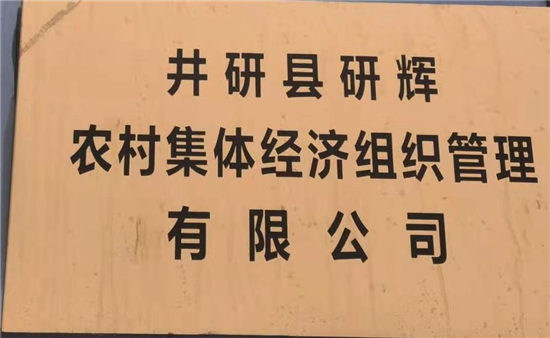 井研县研辉
农村集体经济组织管理
有限公司